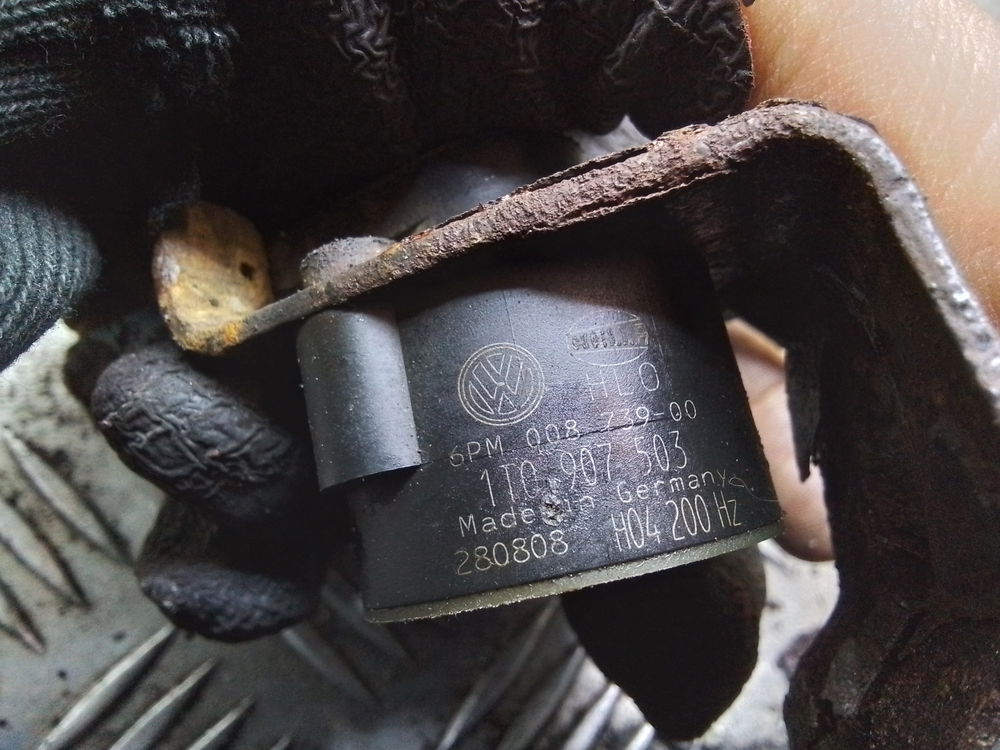 HLO
6PM 008 739-00
1T0 907 503
Made in Germany
280808 H04 200 Hz